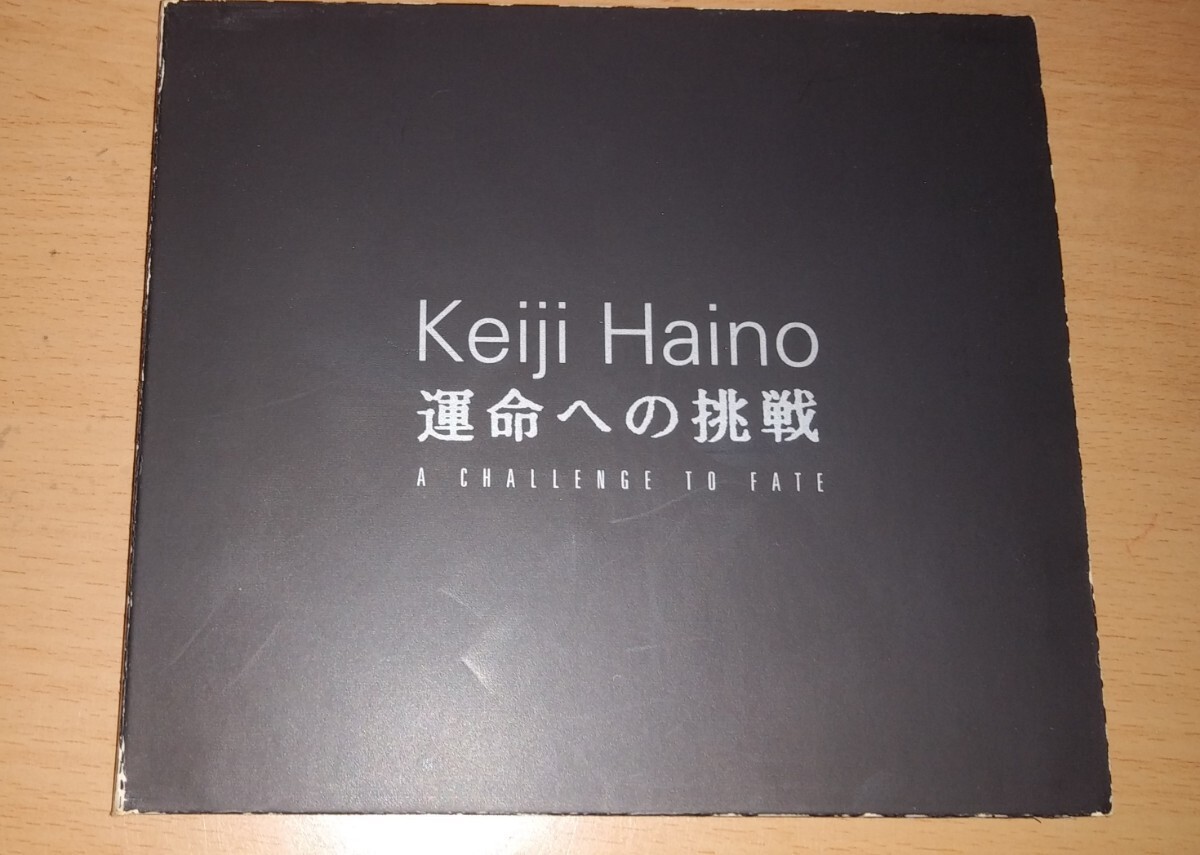 Keiji Haino
運命への挑戦
A CHALLENGE TO FATE